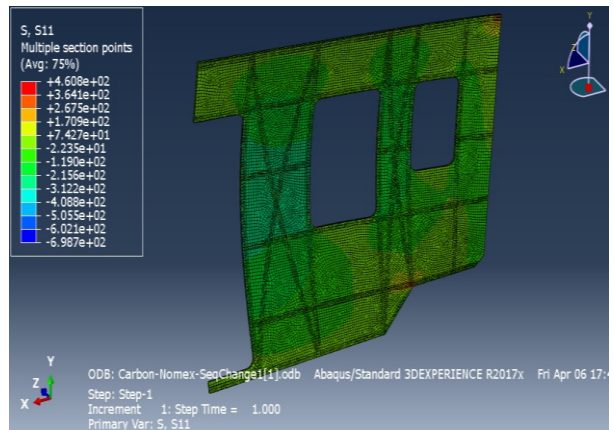 S, S11
Multiple section points
(Avg: 75%)
+4.608e+02
+3.641e+02
+2.675e+02
+1.709e+02
+7.427e+01
-2.235e+01
-1.190e+02
-2.156e+02
-3.122e+02
-4.088e+02
-5.055e+02
-6.021e+02
-6.987e+02
Z
X
Y
Z
X
ODB: Carbon-Nomex-SeqChange1[1].odb Abaqus/Standard 3DEXPERIENCE R2017x Fri Apr 06 17:4
Step: Step-1
Increment 1: Step Time = 1.000
Primary Var: S, S11